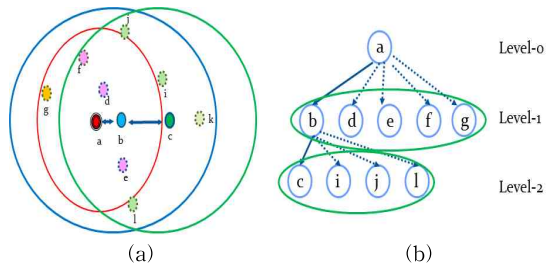 j
f
i
d
g
k
a b c
e
l
(a)
a
Level-0
b d e f g
Level-1
c i j l
Level-2
(b)